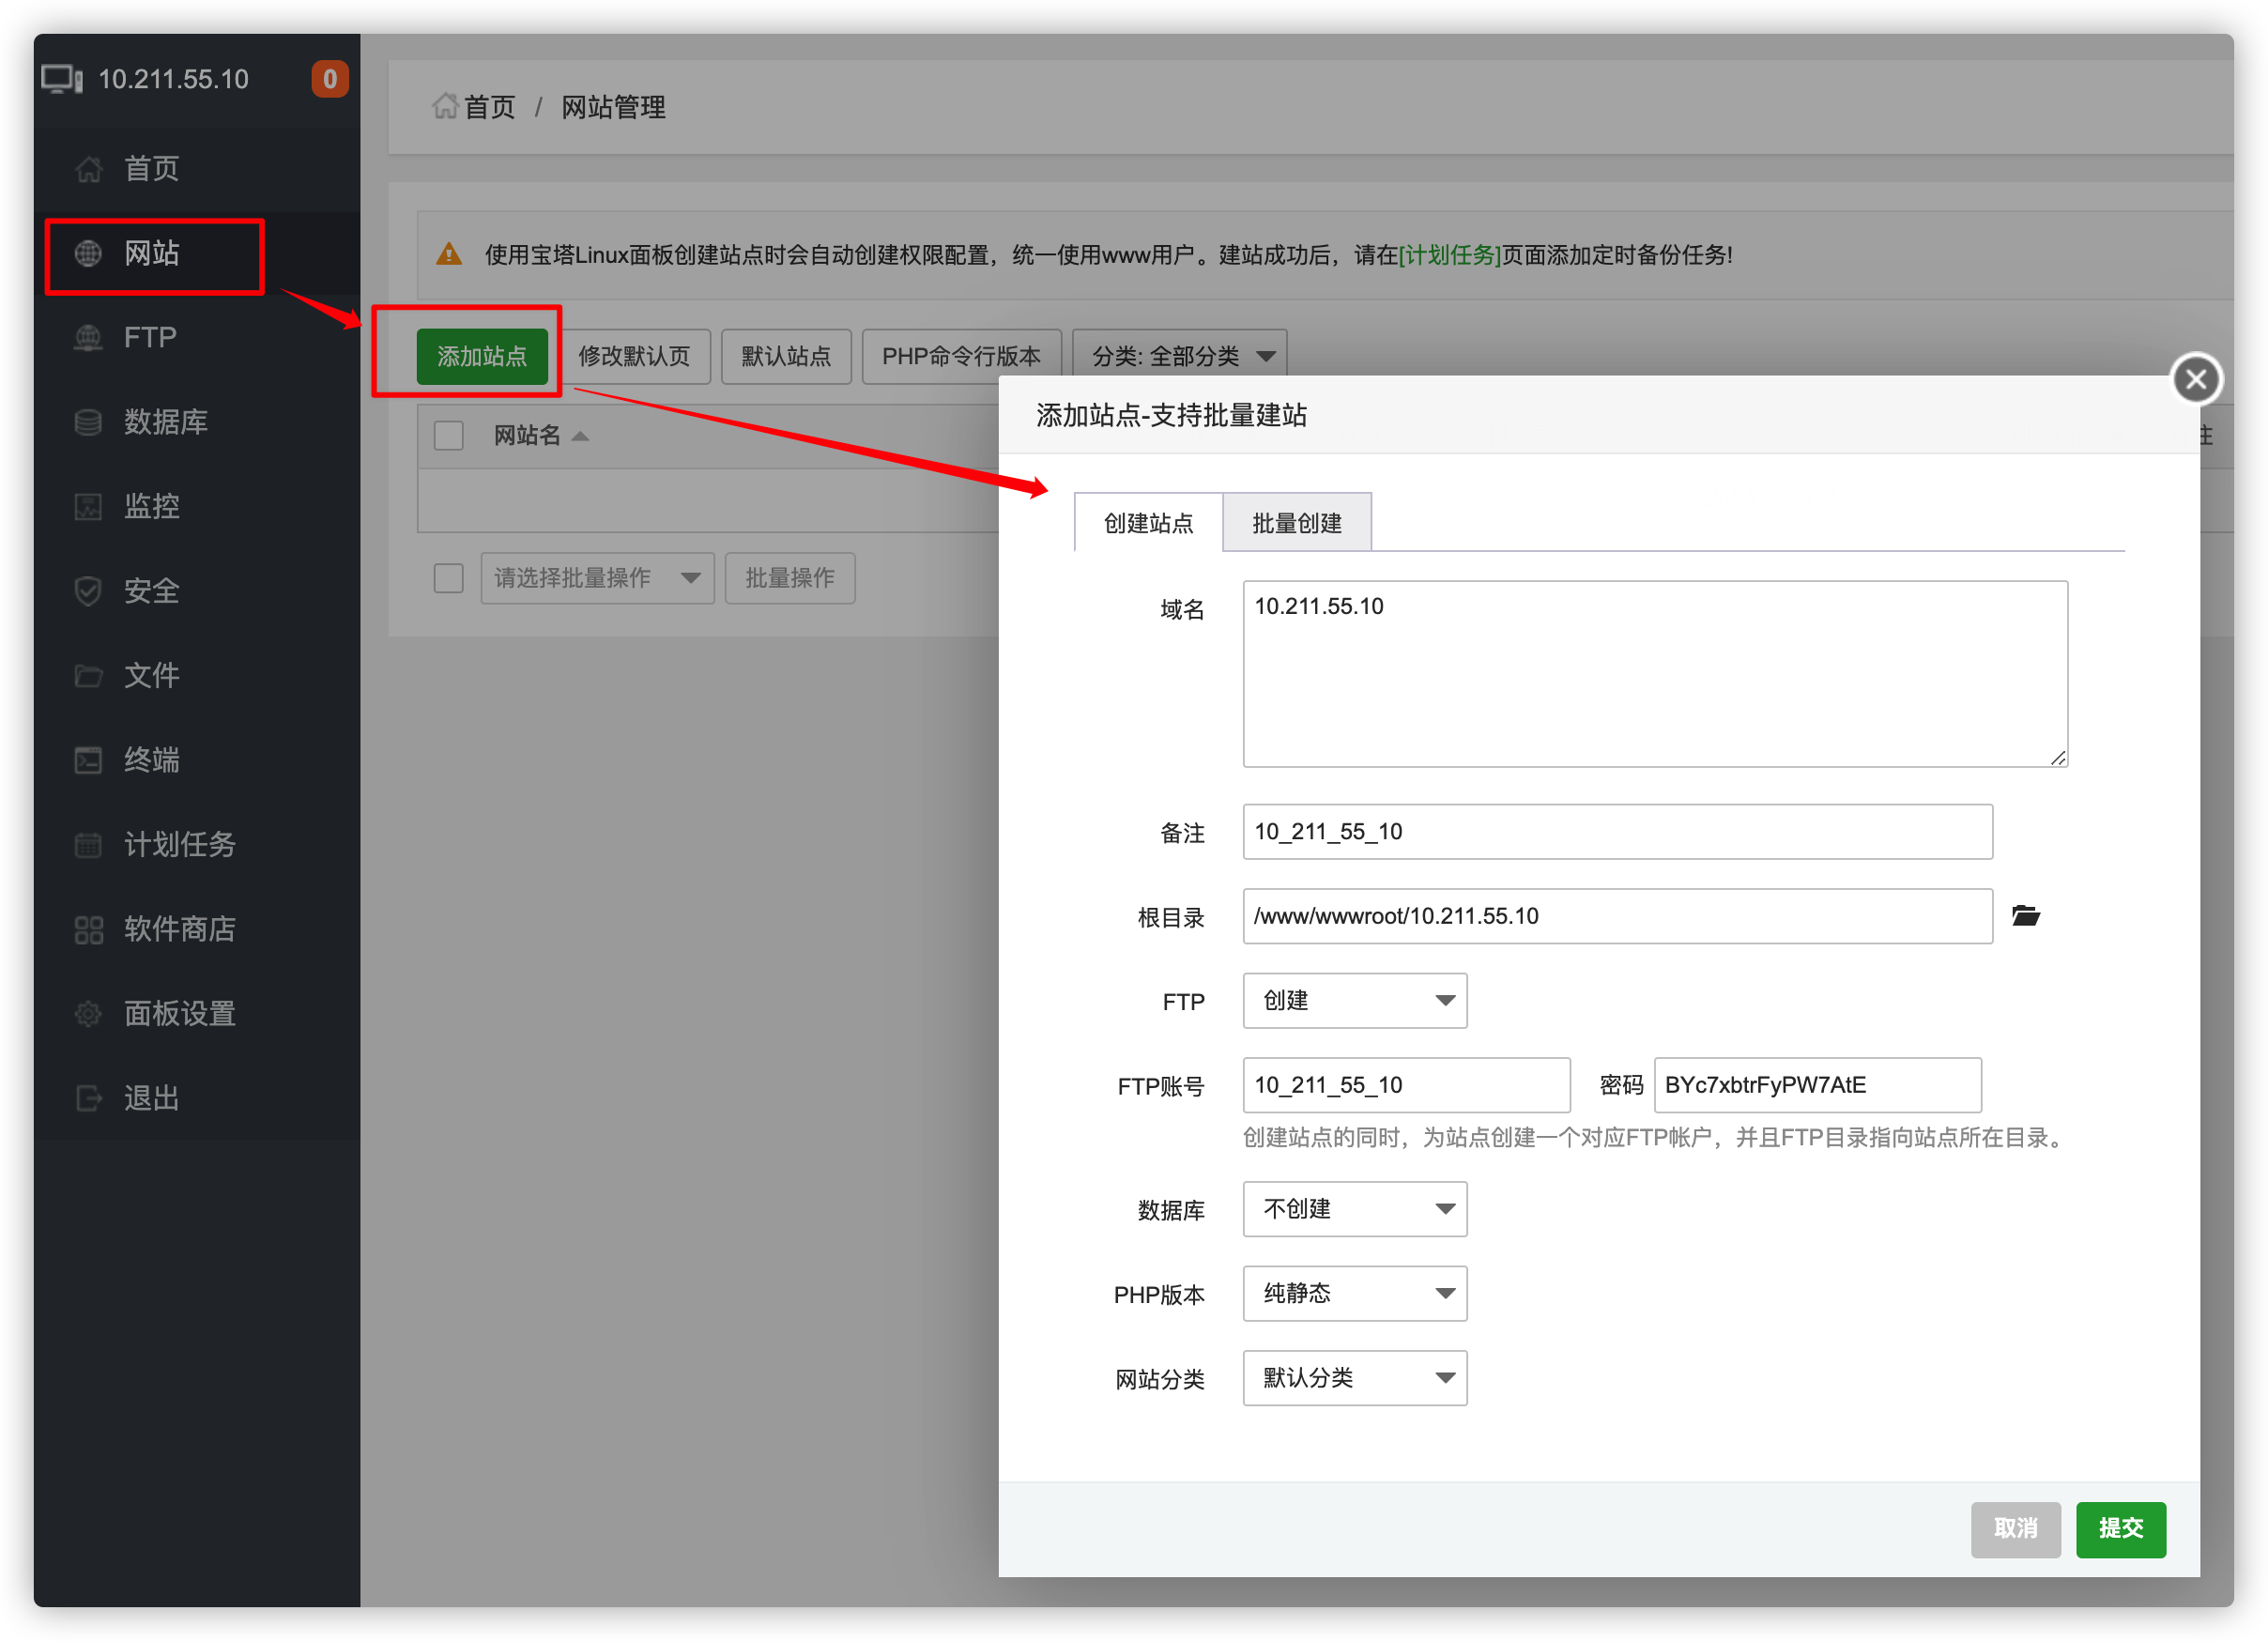 10.211.55.10
0
首页
网站
FTP
数据库
监控
安全
文件
终端
计划任务
软件商店
面板设置
退出
首页 / 网站管理
使用宝塔Linux面板创建站点时会自动创建权限配置，统一使用www用户。建站成功后，请在[计划任务]页面添加定时备份任务!
添加站点 修改默认页 默认站点 PHP命令行版本 分类: 全部分类
网站名
注
请选择批量操作 批量操作
添加站点-支持批量建站
创建站点 批量创建
域名 10.211.55.10
备注 10_211_55_10
根目录 /www/wwwroot/10.211.55.10
FTP 创建
FTP账号 10_211_55_10 密码 BYc7xbtrFyPW7AtE
创建站点的同时，为站点创建一个对应FTP帐户，并且FTP目录指向站点所在目录。
数据库 不创建
PHP版本 纯静态
网站分类 默认分类
取消 提交